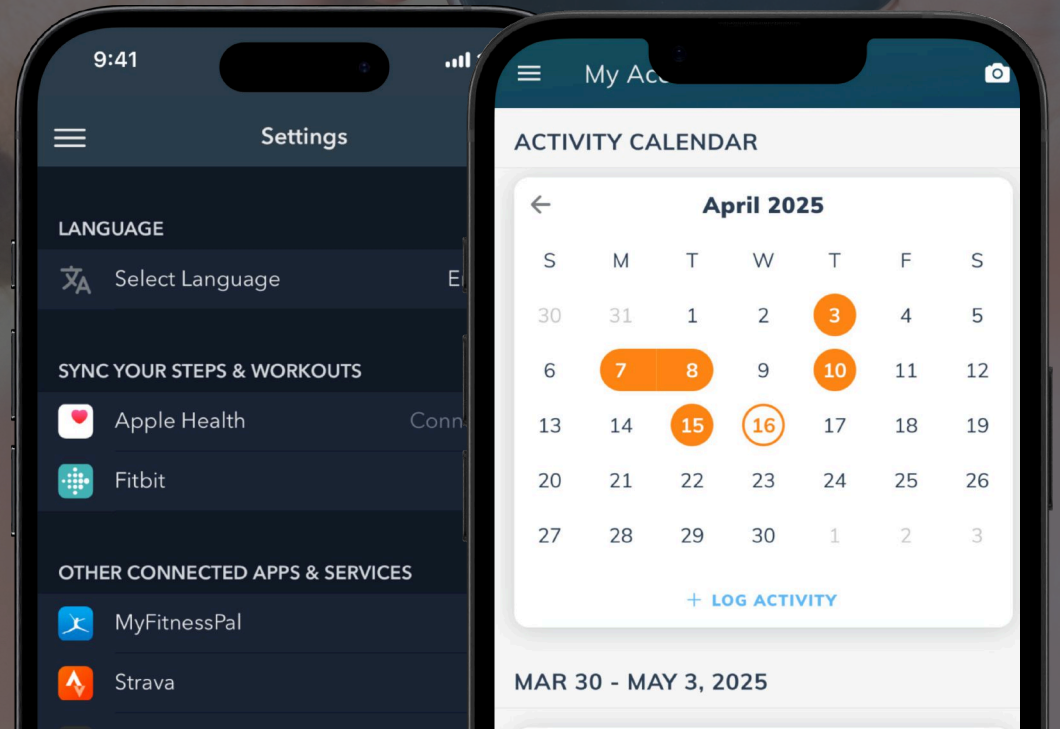 9:41
Settings
LANGUAGE
Select Language
SYNC YOUR STEPS & WORKOUTS
Apple Health
Fitbit
OTHER CONNECTED APPS & SERVICES
MyFitnessPal
Strava
My
ACTIVITY CALENDAR
April 2025
S M T W T F S
30 31 1 2 3 4 5
6 7 8 9 10 11 12
13 14 15 16 17 18 19
20 21 22 23 24 25 26
27 28 29 30 1 2 3
+ LOG ACTIVITY
MAR 30 - MAY 3, 2025